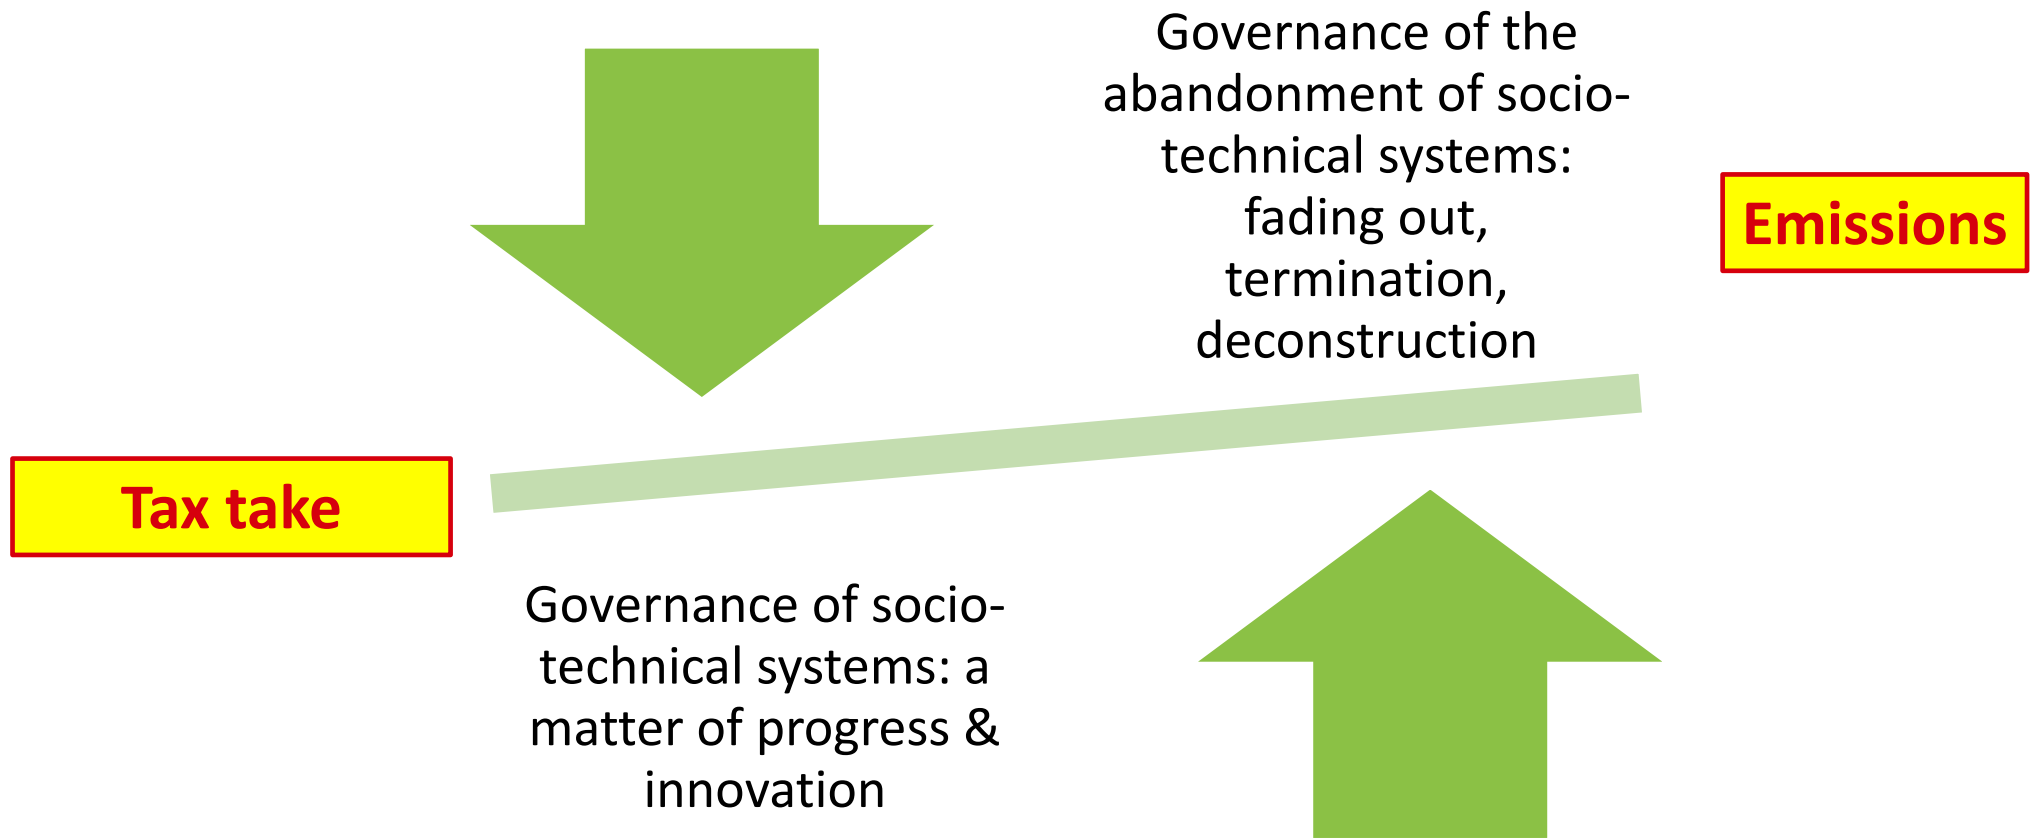 Governance of the
abandonment of socio-
technical systems:
fading out,
termination,
deconstruction
Emissions
Tax take
Governance of socio-
technical systems: a
matter of progress &
innovation